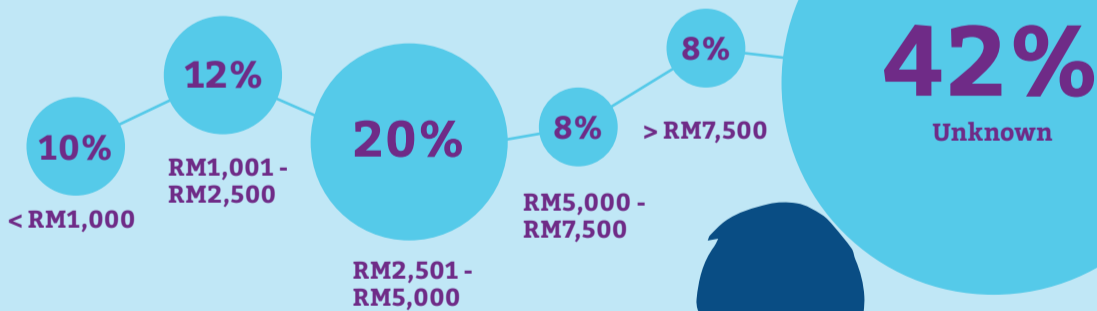 10%
< RM1,000
12%
RM1,001 -
RM2,500
20%
RM2,501 -
RM5,000
8%
RM5,000 -
RM7,500
8%
> RM7,500
42%
Unknown